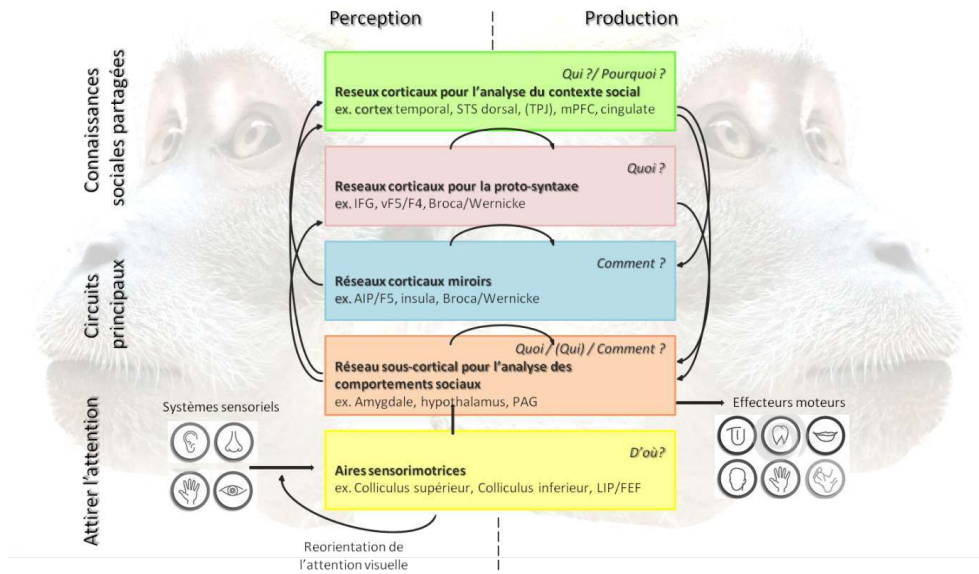 Perception
Production
Connaissances
sociales partagées
Qui ?/ Pourquoi ?
Reseux corticaux pour l'analyse du contexte social
ex. cortex temporal, STS dorsal, (TPJ), mPFC, cingulate
Quoi ?
Reseaux corticaux pour la proto-syntaxe
ex. IFG, vF5/F4, Broca/Wernicke
Circuits
principaux
Comment ?
Réseaux corticaux miroirs
ex. AIP/F5, insula, Broca/Wernicke
Quoi / (Qui) / Comment ?
Réseau sous-cortical pour l'analyse des
comportements sociaux
ex. Amygdale, hypothalamus, PAG
Systèmes sensoriels
Effecteurs moteurs
Attirer l'attention
D'où?
Aires sensorimotrices
ex. Colliculus supérieur, Colliculus inferieur, LIP/FEF
Reorientation de
l'attention visuelle